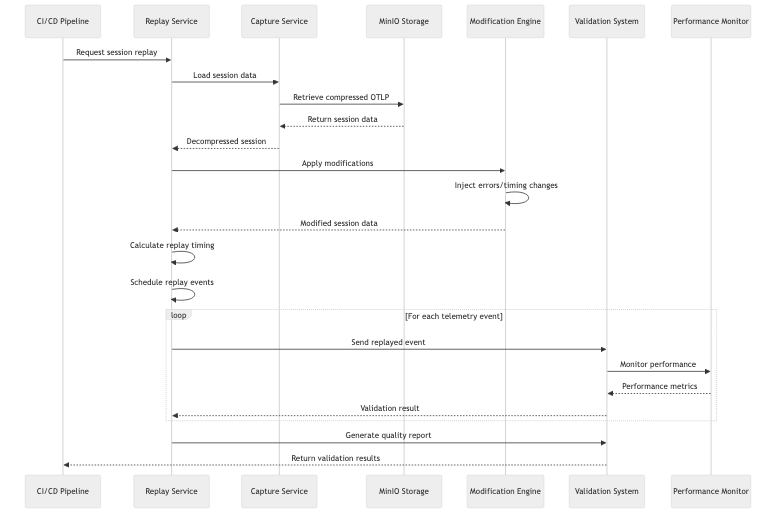 CI/CD Pipeline
Replay Service
Capture Service
MinIO Storage
Modification Engine
Validation System
Performance Monitor
Request session replay
Load session data
Retrieve compressed OTLP
Return session data
Decompressed session
Apply modifications
Inject errors/timing changes
Modified session data
Calculate replay timing
Schedule replay events
loop
[For each telemetry event]
Send replayed event
Monitor performance
Performance metrics
Validation result
Generate quality report
Return validation results
CI/CD Pipeline
Replay Service
Capture Service
MinIO Storage
Modification Engine
Validation System
Performance Monitor